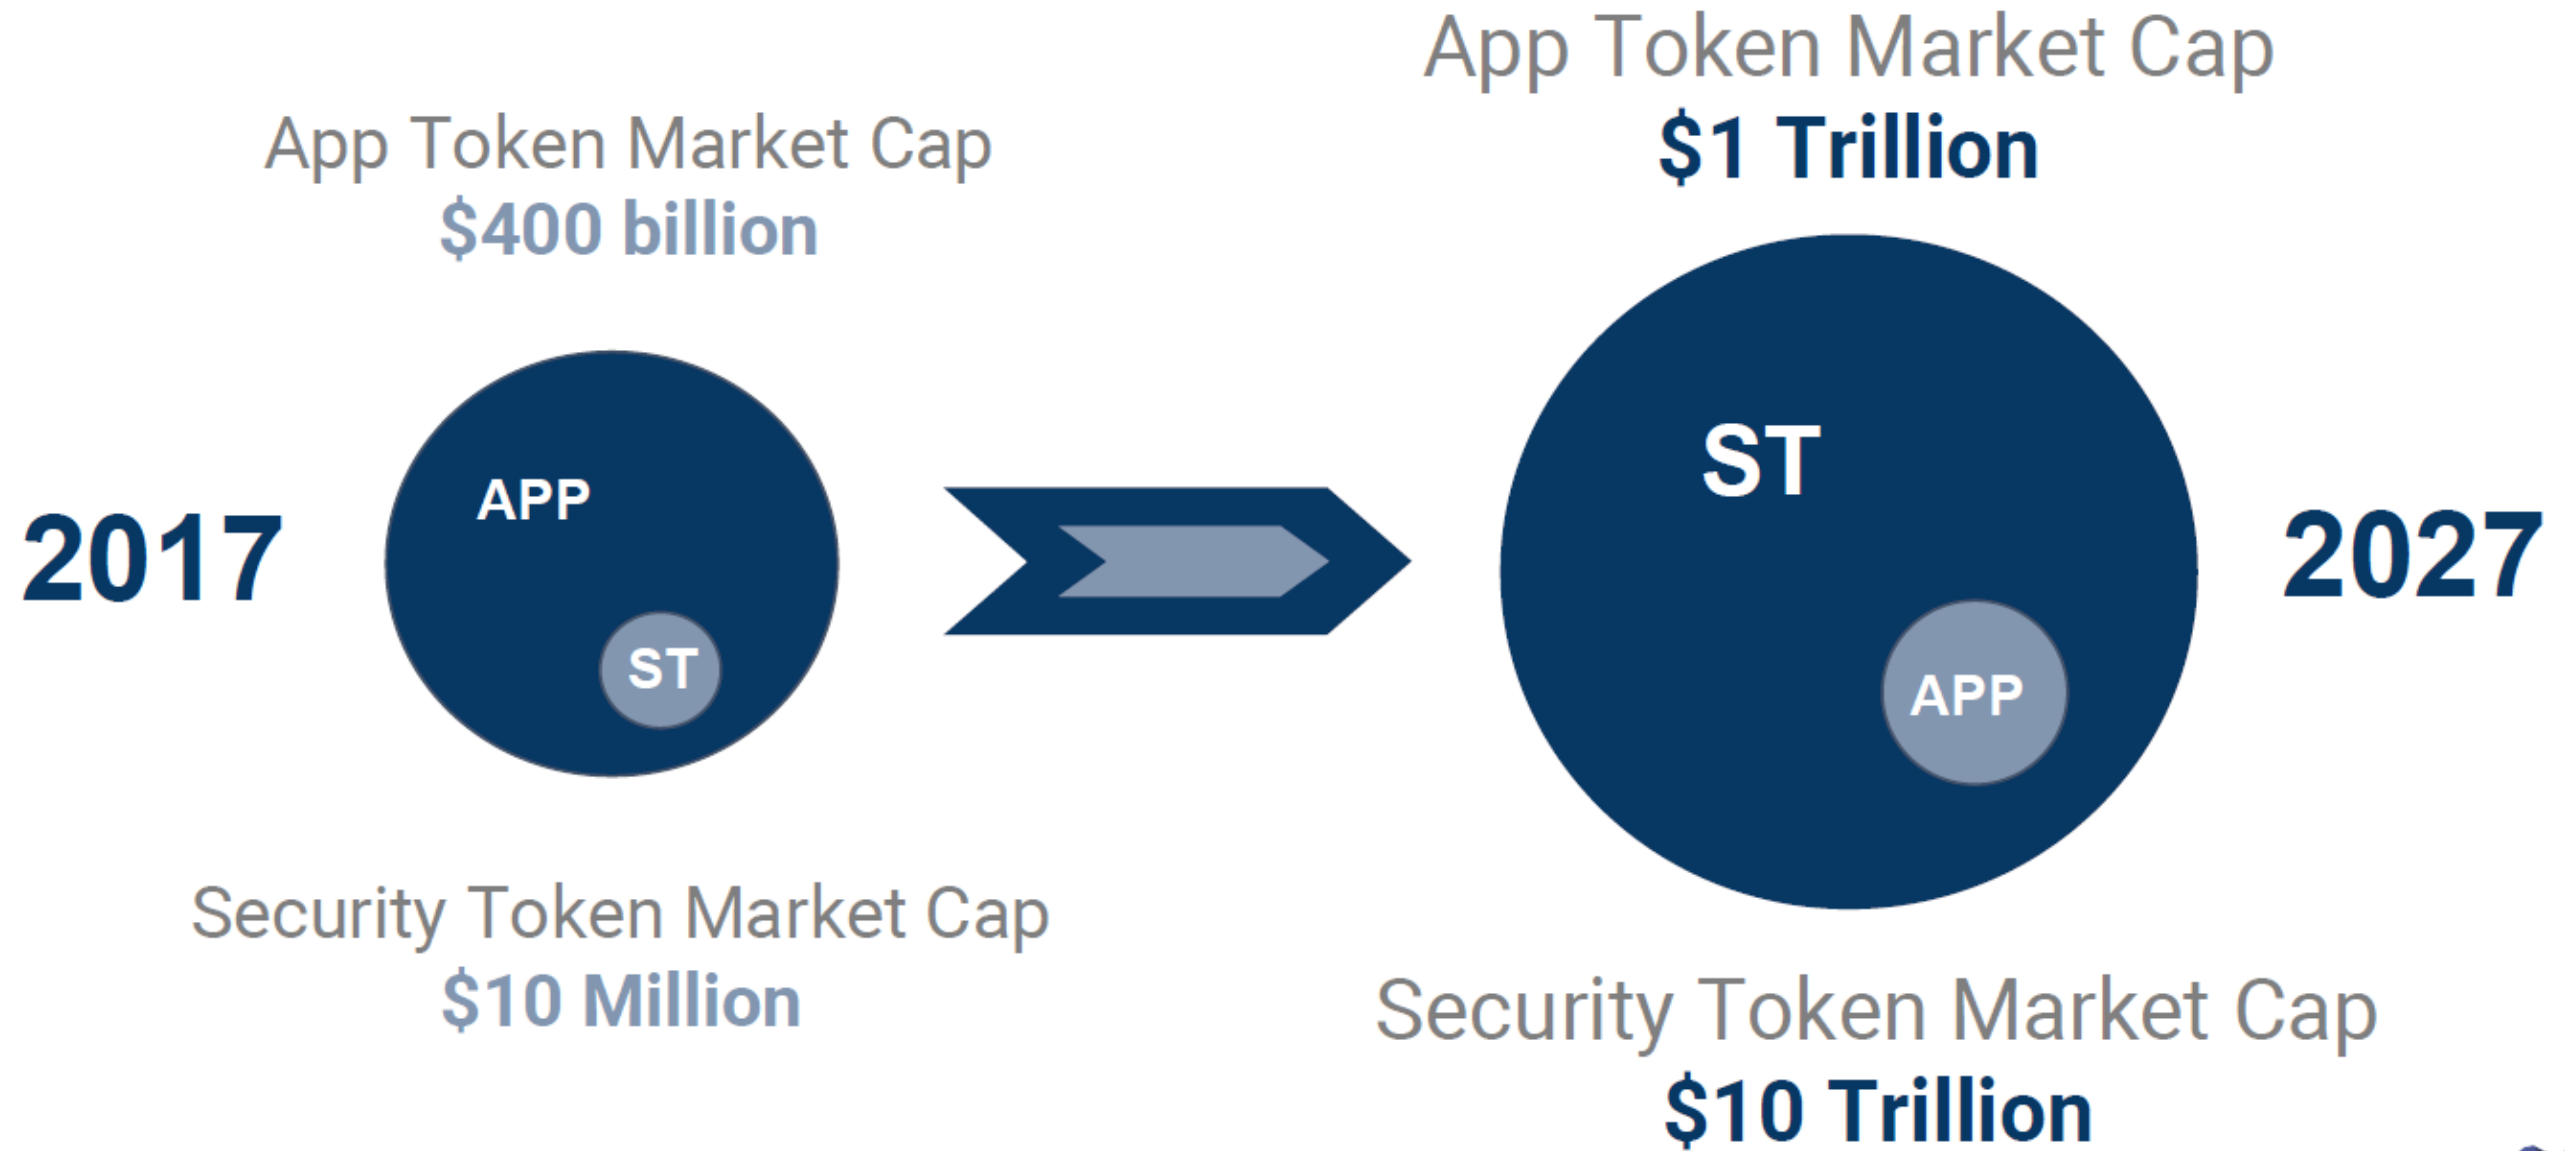 App Token Market Cap
$400 billion
2017
APP
ST
Security Token Market Cap
$10 Million
App Token Market Cap
$1 Trillion
ST
APP
2027
Security Token Market Cap
$10 Trillion